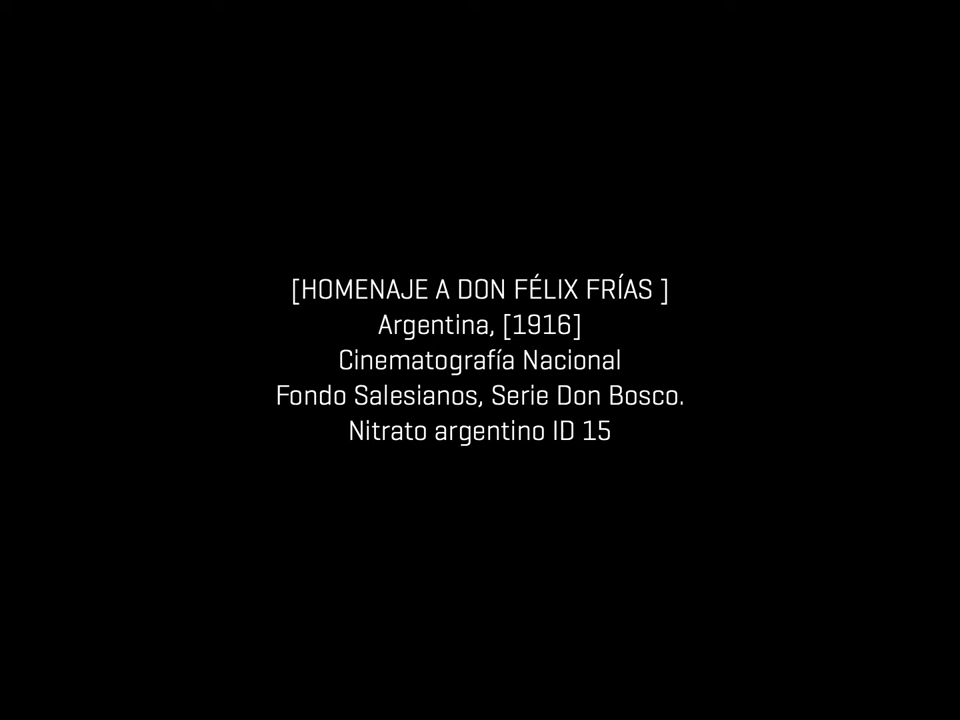 [HOMENAJE A DON FÉLIX FRÍAS ]
Argentina, [1916]
Cinematografía Nacional
Fondo Salesianos, Serie Don Bosco.
Nitrato argentino ID 15